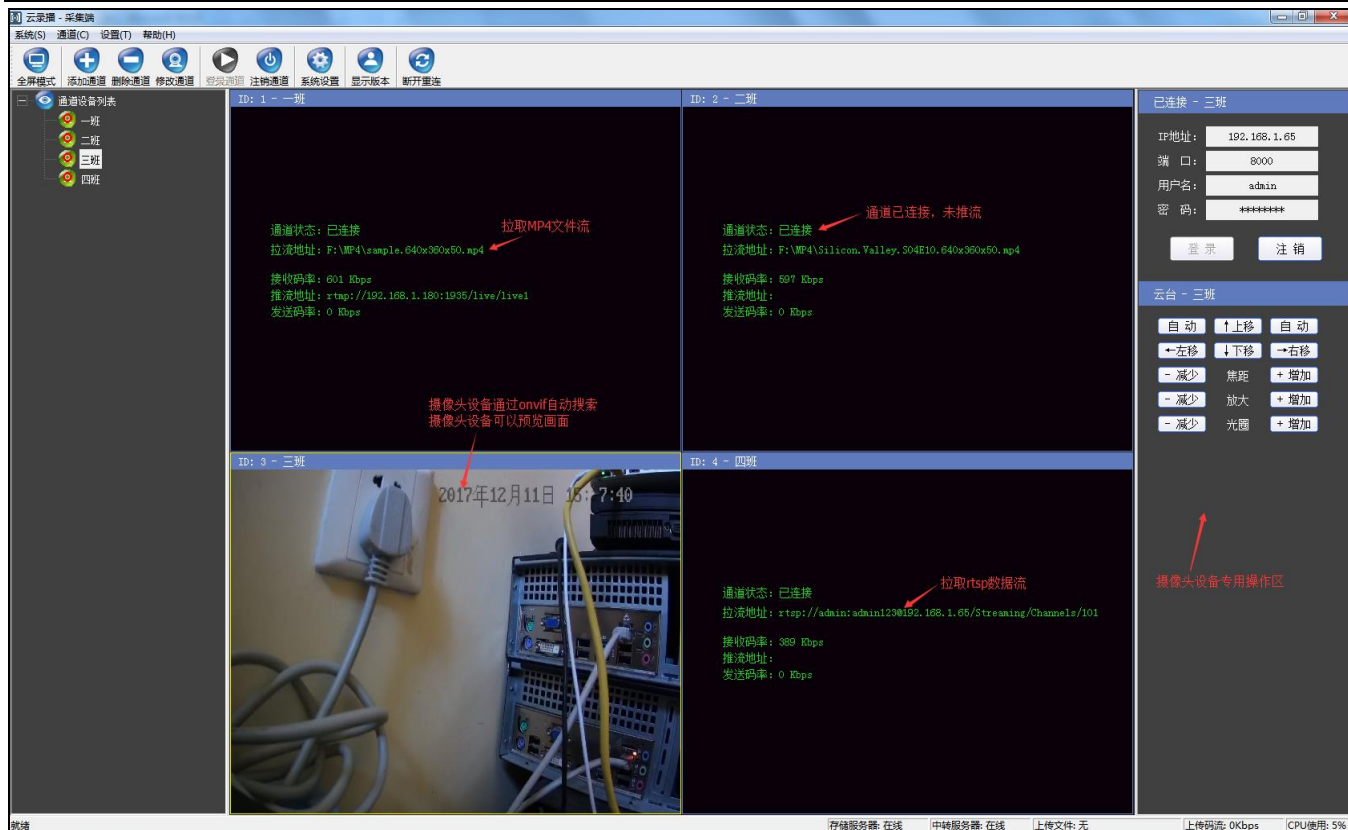 云录播 - 采集端
系统(S) 通道(C) 设置(T) 帮助(H)
全屏模式 添加通道 删除通道 修改通道 登录通道 注销通道 系统设置 显示版本 断开重连
通道设备列表
一班
二班
三班
四班
ID: 1 - 一班
拉取MP4文件流
通道状态: 已连接
拉流地址: F:\MP4\sample.640x360x50.mp4
接收码率: 601 Kbps
推流地址: rtmp://192.168.1.180:1935/live/live1
发送码率: 0 Kbps
摄像头设备通过onvif自动搜索
摄像头设备可以预览画面
ID: 2 - 二班
通道已连接，未推流
通道状态: 已连接
拉流地址: F:\MP4\Silicon.Valley.S04E10.640x360x50.mp4
接收码率: 597 Kbps
推流地址:
发送码率: 0 Kbps
ID: 3 - 三班
2017年12月11日 15: 7:40
ID: 4 - 四班
拉取rtsp数据流
通道状态: 已连接
拉流地址: rtsp://admin:admin123@192.168.1.65/Streaming/Channels/101
接收码率: 389 Kbps
推流地址:
发送码率: 0 Kbps
已连接 - 三班
IP地址: 192.168.1.65
端 口: 8000
用户名: admin
密 码: ********
登 录 注 销
云台 - 三班
自 动 ↑上移 自 动
←左移 ↓下移 →右移
- 减少 焦距 + 增加
- 减少 放大 + 增加
- 减少 光圈 + 增加
摄像头设备专用操作区
就绪 存储服务器: 在线 中转服务器: 在线 上传文件: 无 上传码流: 0Kbps CPU使用: 5%